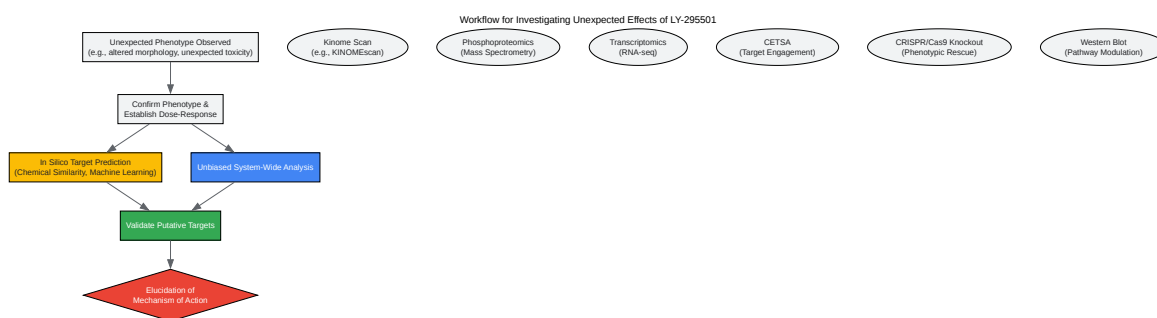 Workflow for Investigating Unexpected Effects of LY-295501
Unexpected Phenotype Observed
(e.g., altered morphology, unexpected toxicity)
Kinome Scan
(e.g., KINOMEscan)
Phosphoproteomics
(Mass Spectrometry)
Transcriptomics
(RNA-seq)
CETSA
(Target Engagement)
CRISPR/Cas9 Knockout
(Phenotypic Rescue)
Western Blot
(Pathway Modulation)
Confirm Phenotype &
Establish Dose-Response
In Silico Target Prediction
(Chemical Similarity, Machine Learning)
Unbiased System-Wide Analysis
Validate Putative Targets
Elucidation of
Mechanism of Action